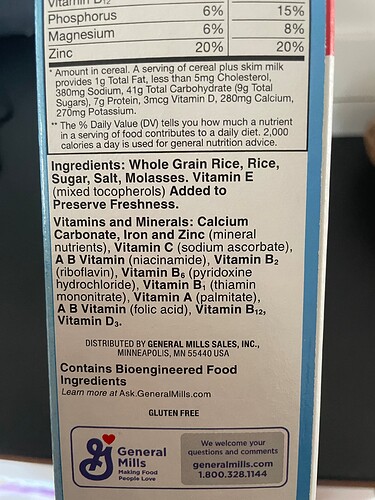 Vitamin B12
Phosphorus 6% 15%
Magnesium 6% 8%
Zinc 20% 20%
* Amount in cereal. A serving of cereal plus skim milk
provides 1g Total Fat, less than 5mg Cholesterol,
380mg Sodium, 41g Total Carbohydrate (9g Total
Sugars), 7g Protein, 3mcg Vitamin D, 280mg Calcium,
270mg Potassium.
** The % Daily Value (DV) tells you how much a nutrient
in a serving of food contributes to a daily diet. 2,000
calories a day is used for general nutrition advice.
Ingredients: Whole Grain Rice, Rice,
Sugar, Salt, Molasses. Vitamin E
(mixed tocopherols) Added to
Preserve Freshness.
Vitamins and Minerals: Calcium
Carbonate, Iron and Zinc (mineral
nutrients), Vitamin C (sodium ascorbate),
A B Vitamin (niacinamide), Vitamin B2
(riboflavin), Vitamin B6 (pyridoxine
hydrochloride), Vitamin B1 (thiamin
mononitrate), Vitamin A (palmitate),
A B Vitamin (folic acid), Vitamin B12,
Vitamin D3.
DISTRIBUTED BY GENERAL MILLS SALES, INC.,
MINNEAPOLIS, MN 55440 USA
Contains Bioengineered Food
Ingredients
Learn more at Ask.GeneralMills.com
GLUTEN FREE
General
Mills
Making Food
People Love
We welcome your
questions and comments
generalmills.com
1.800.328.1144